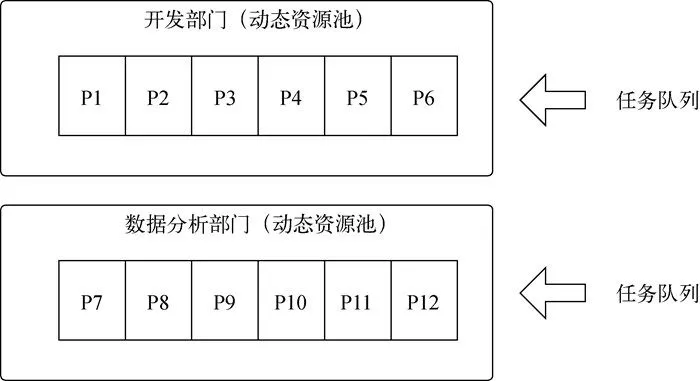 开发部门（动态资源池）
P1 P2 P3 P4 P5 P6
任务队列
数据分析部门（动态资源池）
P7 P8 P9 P10 P11 P12
任务队列